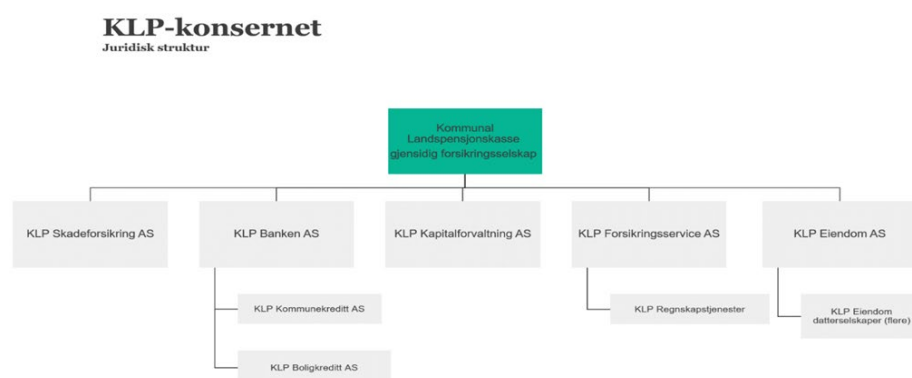 KLP-konsernet
Juridisk struktur
Kommunal
Landspensjonskasse
gjensidig forsikringsselskap
KLP Skadeforsikring AS
KLP Banken AS
KLP Kapitalforvaltning AS
KLP Forsikringsservice AS
KLP Eiendom AS
KLP Kommunekreditt AS
KLP Regnskapstjenester
KLP Eiendom
datterselskaper (flere)
KLP Boligkreditt AS